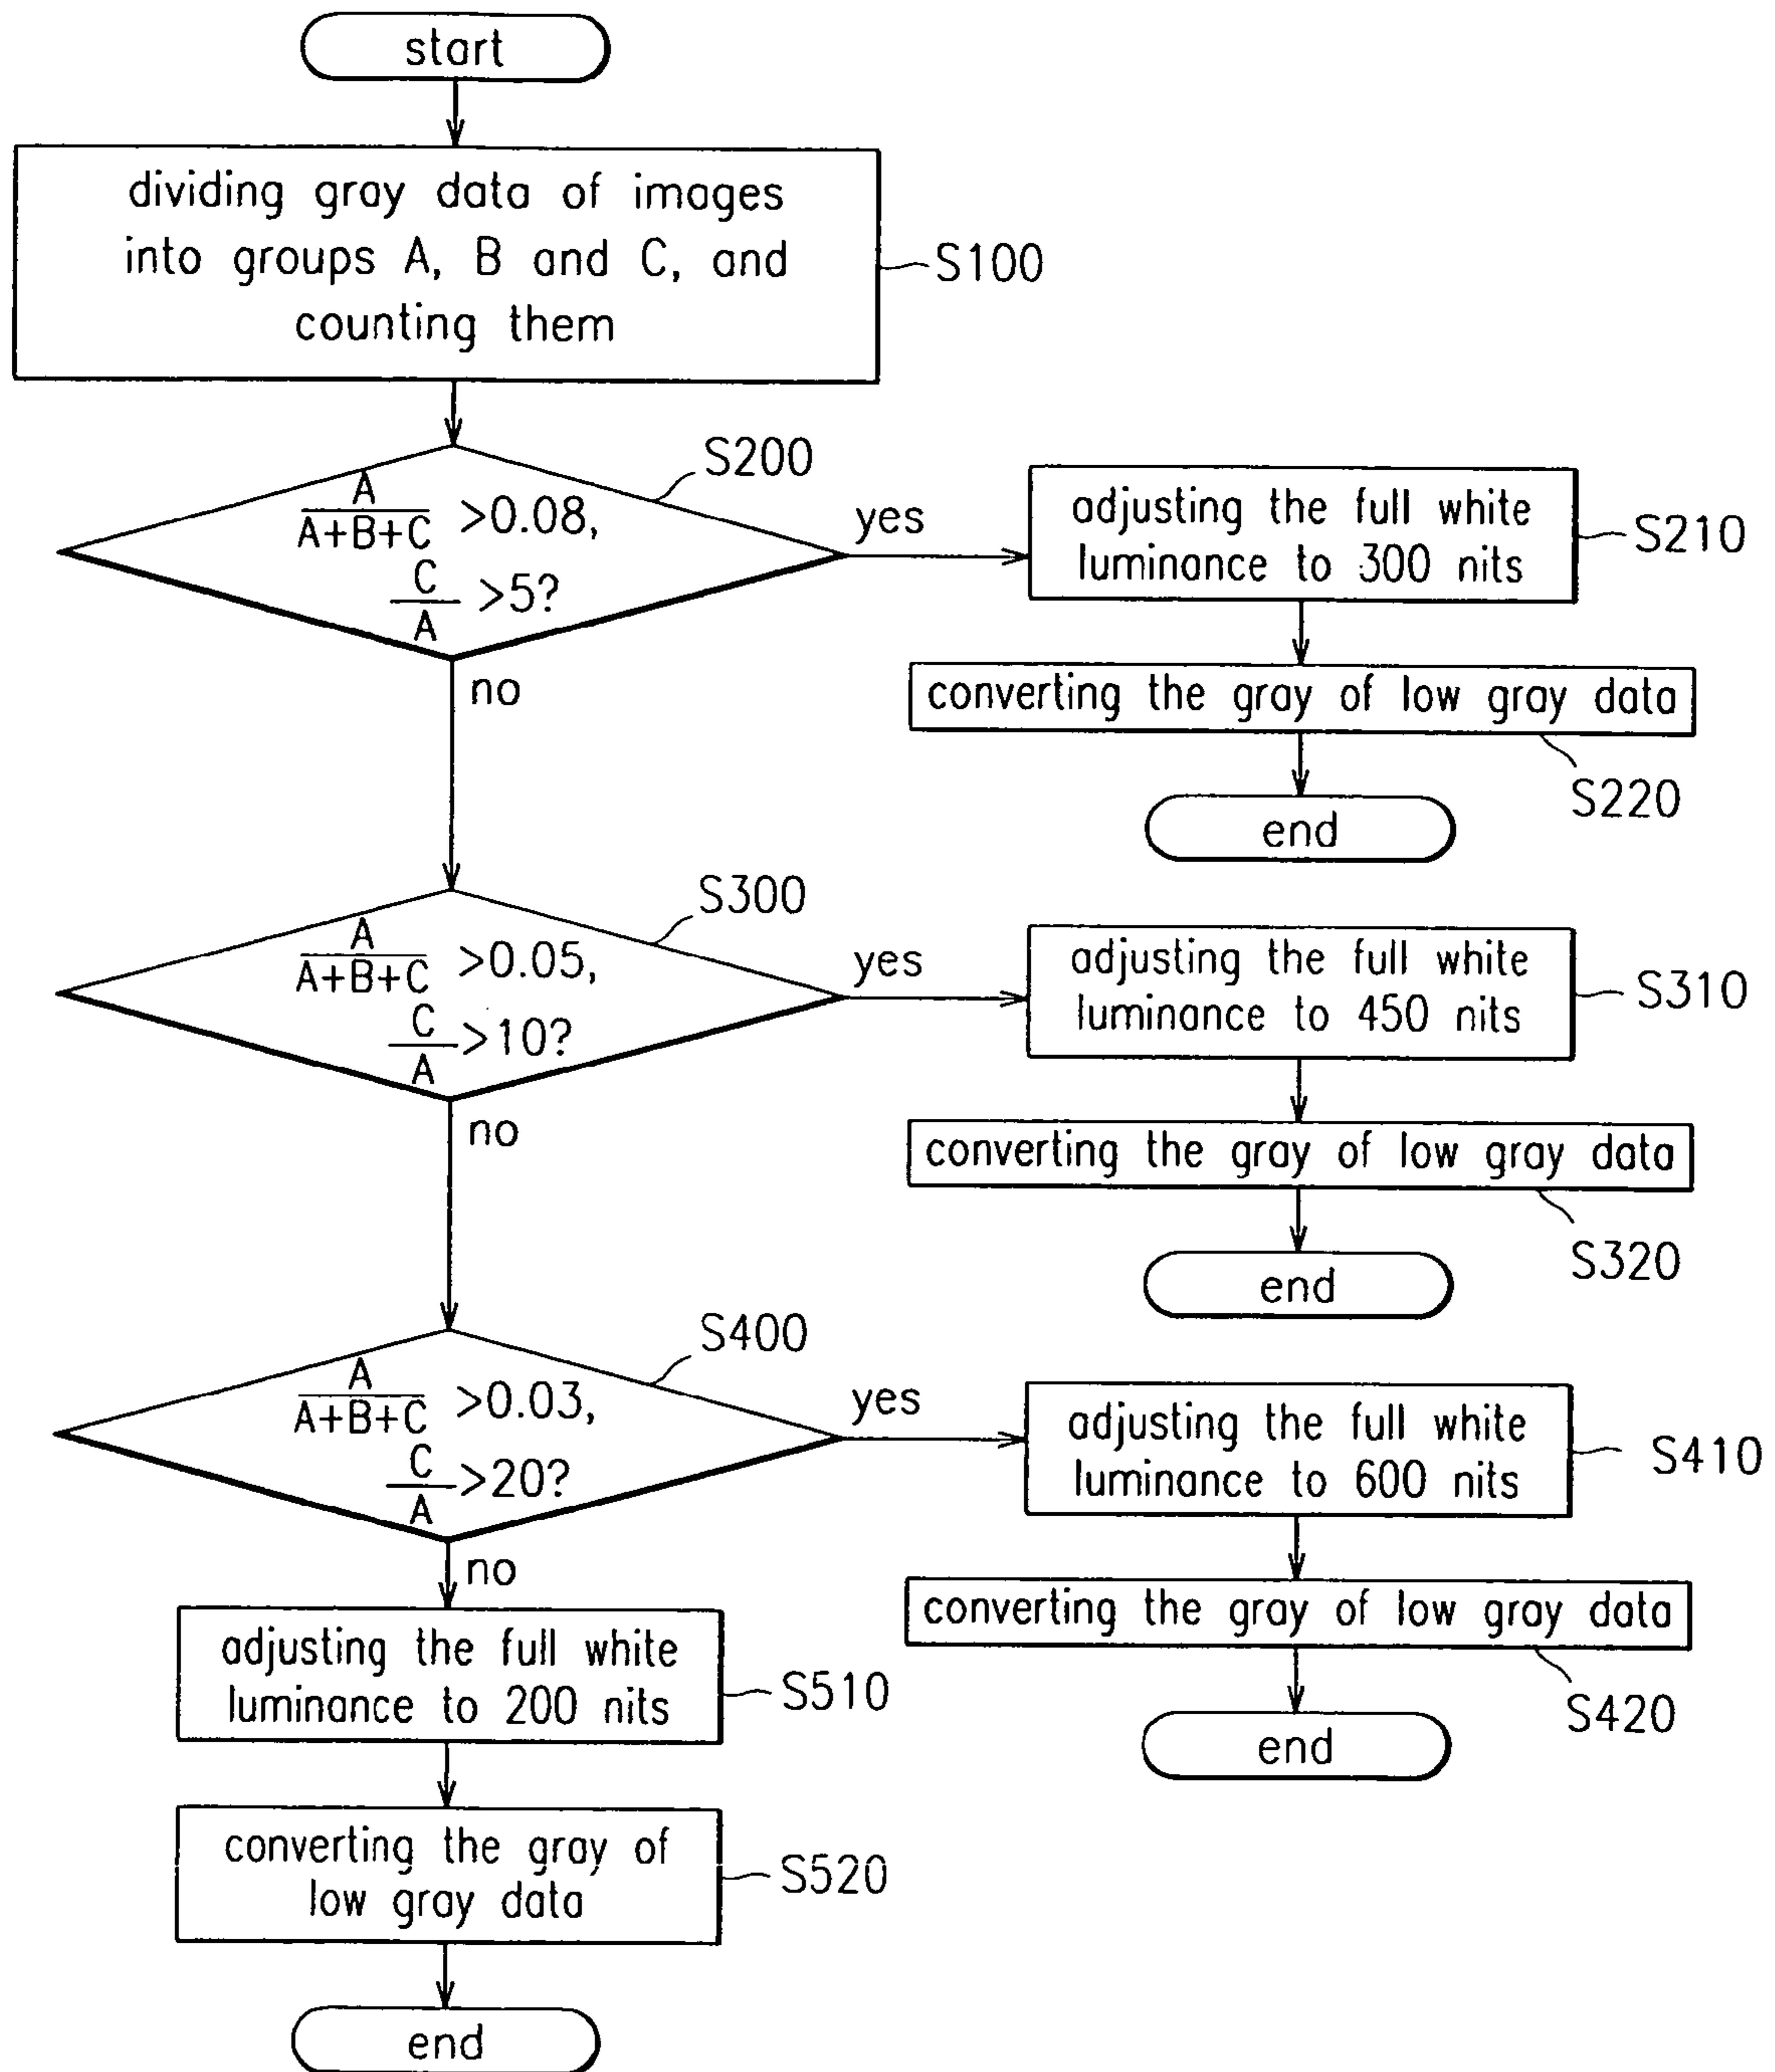 start
dividing gray data of images
into groups A, B and C, and
counting them
S100
S200
A
A+B+C >0.08,
C
A >5?
yes
adjusting the full white
luminance to 300 nits
S210
converting the gray of low gray data
S220
end
no
S300
A
A+B+C >0.05,
C
A >10?
yes
adjusting the full white
luminance to 450 nits
S310
converting the gray of low gray data
S320
end
no
S400
A
A+B+C >0.03,
C
A >20?
yes
adjusting the full white
luminance to 600 nits
S410
converting the gray of low gray data
S420
end
no
adjusting the full white
luminance to 200 nits
S510
converting the gray of
low gray data
S520
end